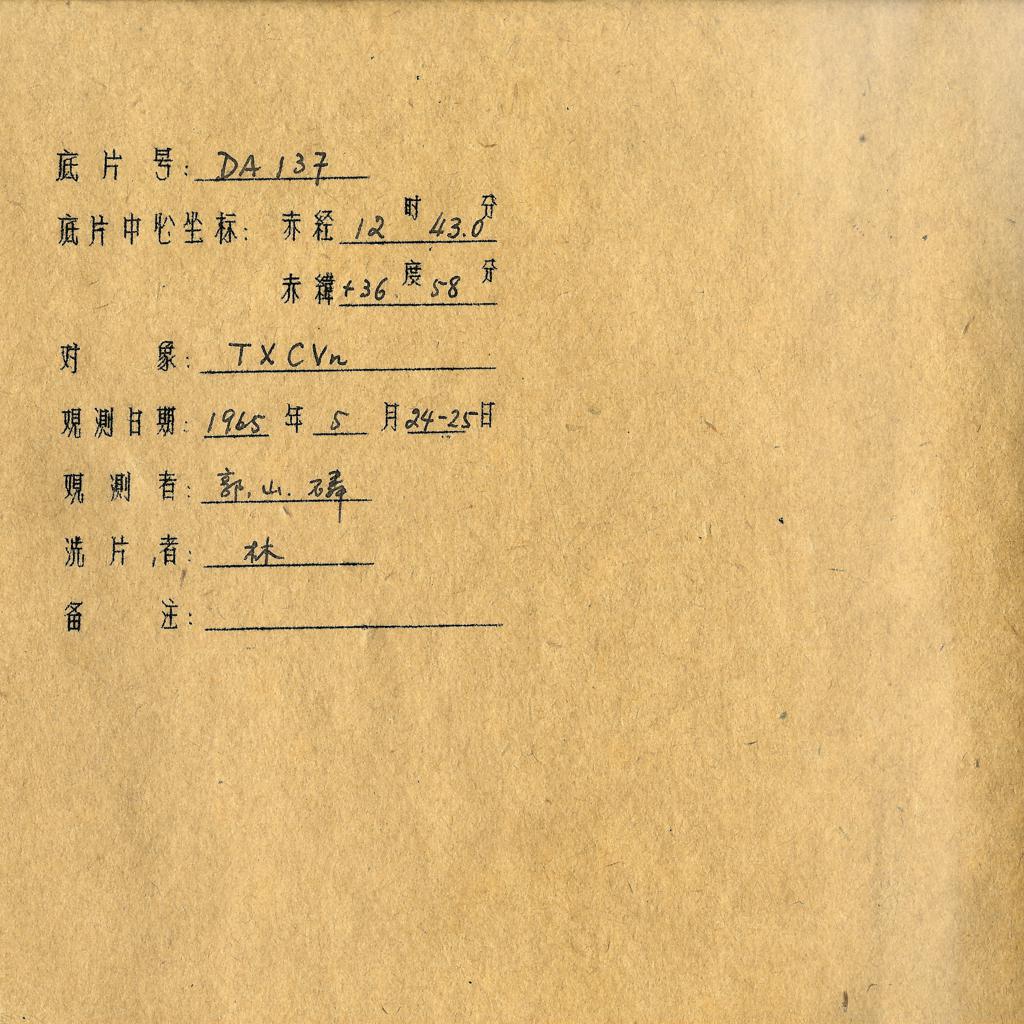 底片号: DA 137
底片中心坐标: 赤経 12 时 43.0 分
赤緯 +36 度 58 分
对象: TX CVn
观测日期: 1965 年 5 月 24-25 日
观测者: 郭. 山. 磷
洗片者: 林
备注: